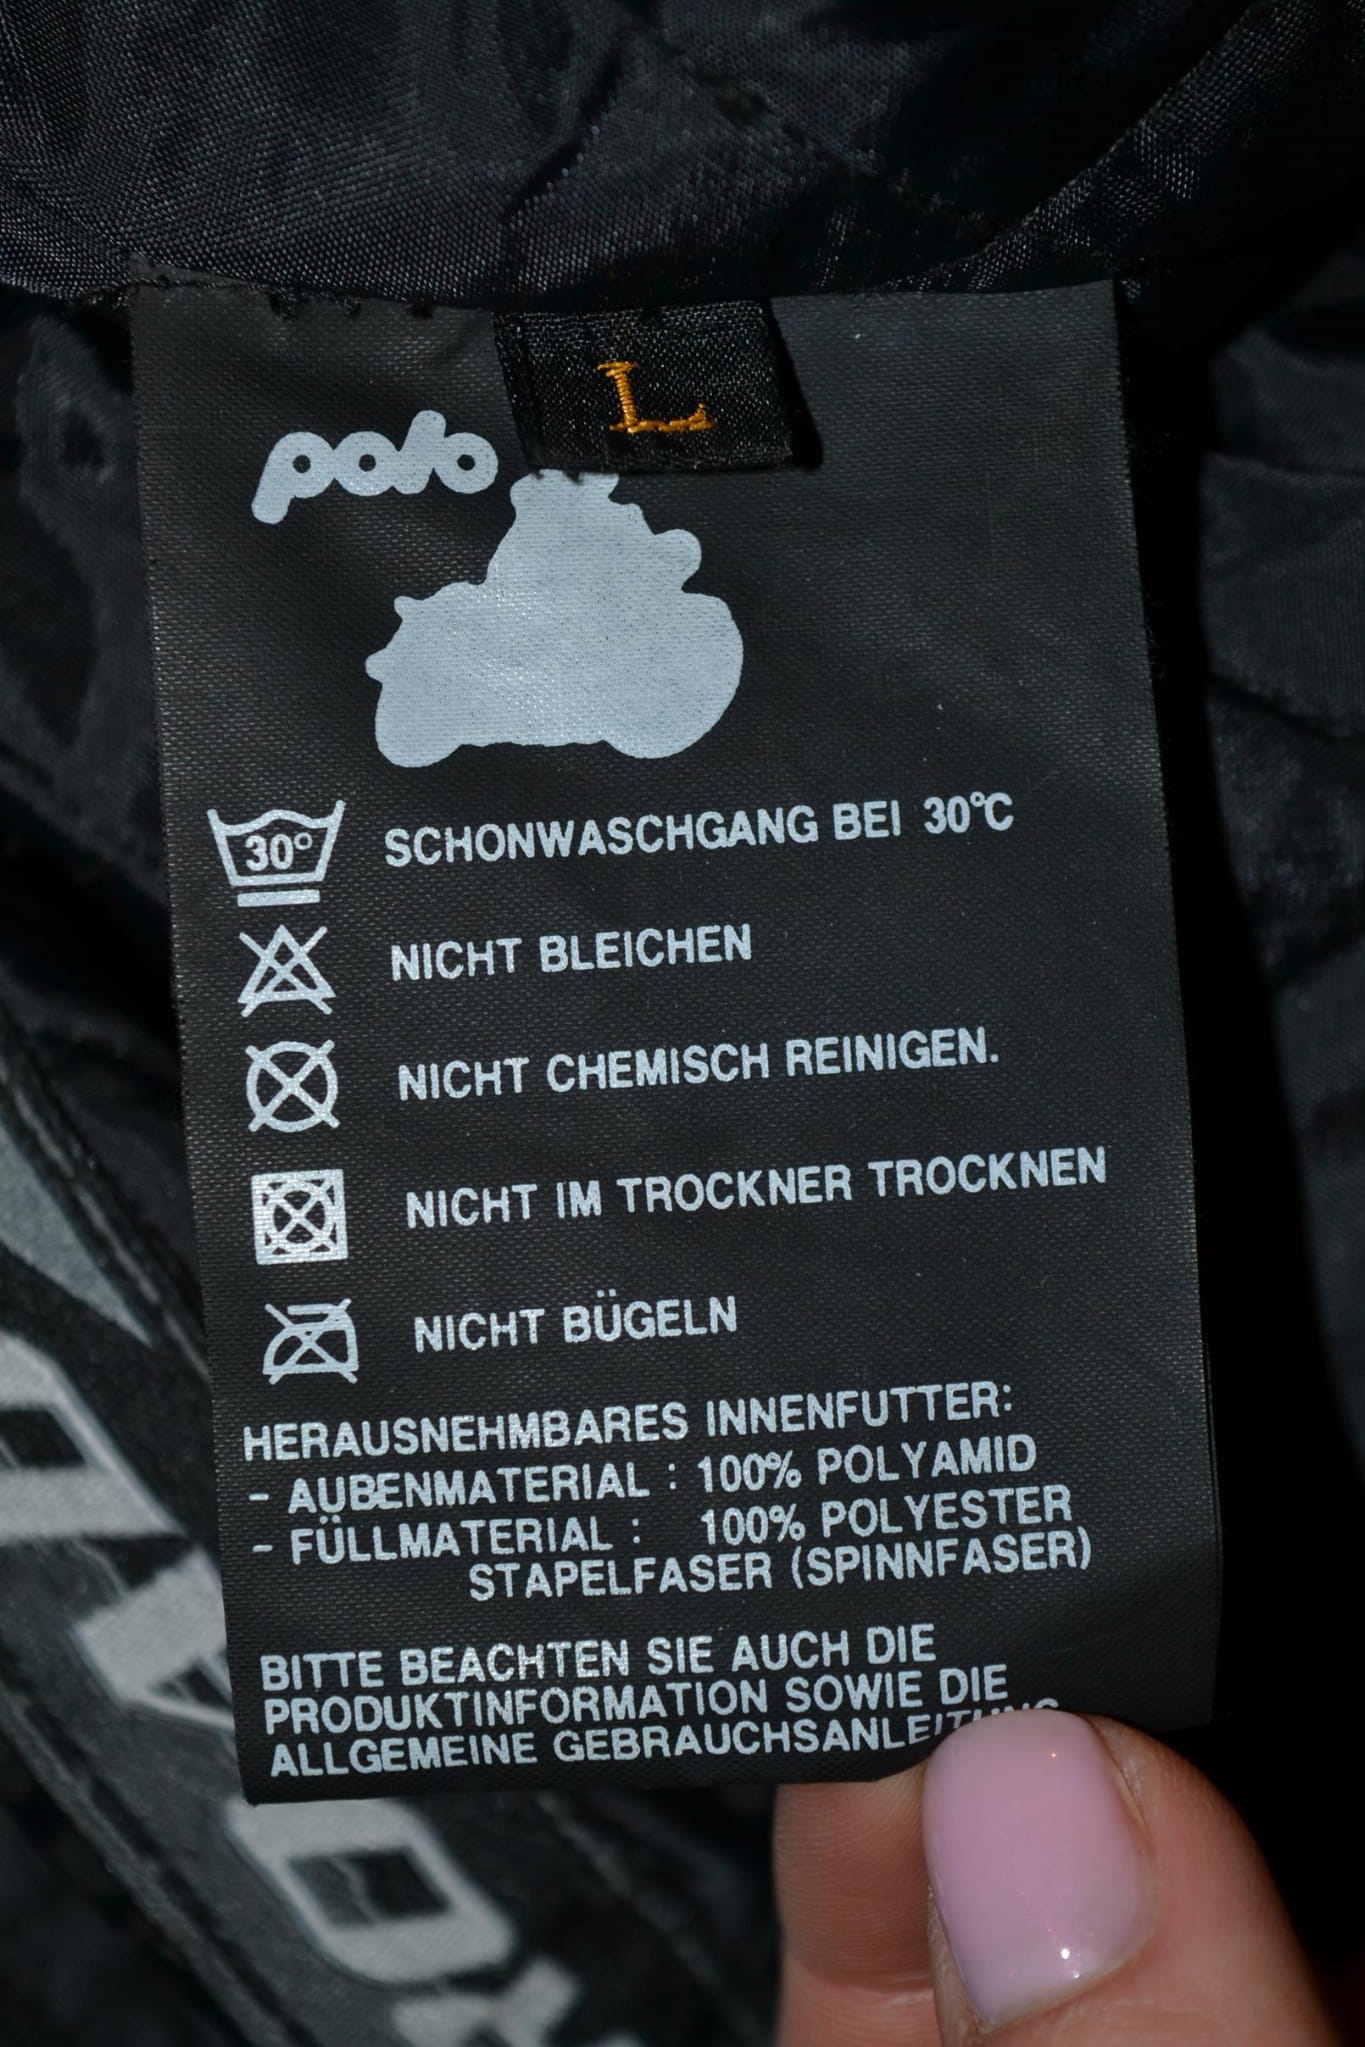 L
polo
30°
SCHONWASCHGANG BEI 30°C
NICHT BLEICHEN
NICHT CHEMISCH REINIGEN.
NICHT IM TROCKNER TROCKNEN
NICHT BÜGELN
HERAUSNEHMBARES INNENFUTTER:
- AUßENMATERIAL : 100% POLYAMID
- FÜLLMATERIAL : 100% POLYESTER
STAPELFASER (SPINNFASER)
BITTE BEACHTEN SIE AUCH DIE
PRODUKTINFORMATION SOWIE DIE
ALLGEMEINE